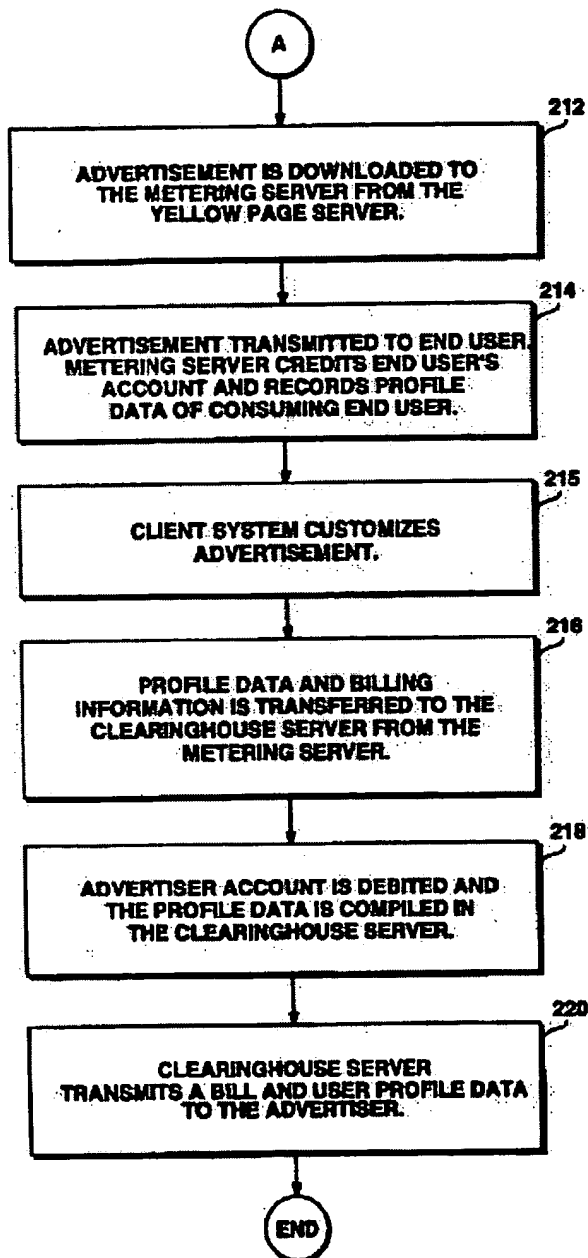 A
212
ADVERTISEMENT IS DOWNLOADED TO
THE METERING SERVER FROM THE
YELLOW PAGE SERVER.
214
ADVERTISEMENT TRANSMITTED TO END USER.
METERING SERVER CREDITS END USER'S
ACCOUNT AND RECORDS PROFILE
DATA OF CONSUMING END USER.
215
CLIENT SYSTEM CUSTOMIZES
ADVERTISEMENT.
216
PROFILE DATA AND BILLING
INFORMATION IS TRANSFERRED TO THE
CLEARINGHOUSE SERVER FROM THE
METERING SERVER.
218
ADVERTISER ACCOUNT IS DEBITED AND
THE PROFILE DATA IS COMPILED IN
THE CLEARINGHOUSE SERVER.
220
CLEARINGHOUSE SERVER
TRANSMITS A BILL AND USER PROFILE DATA
TO THE ADVERTISER.
END